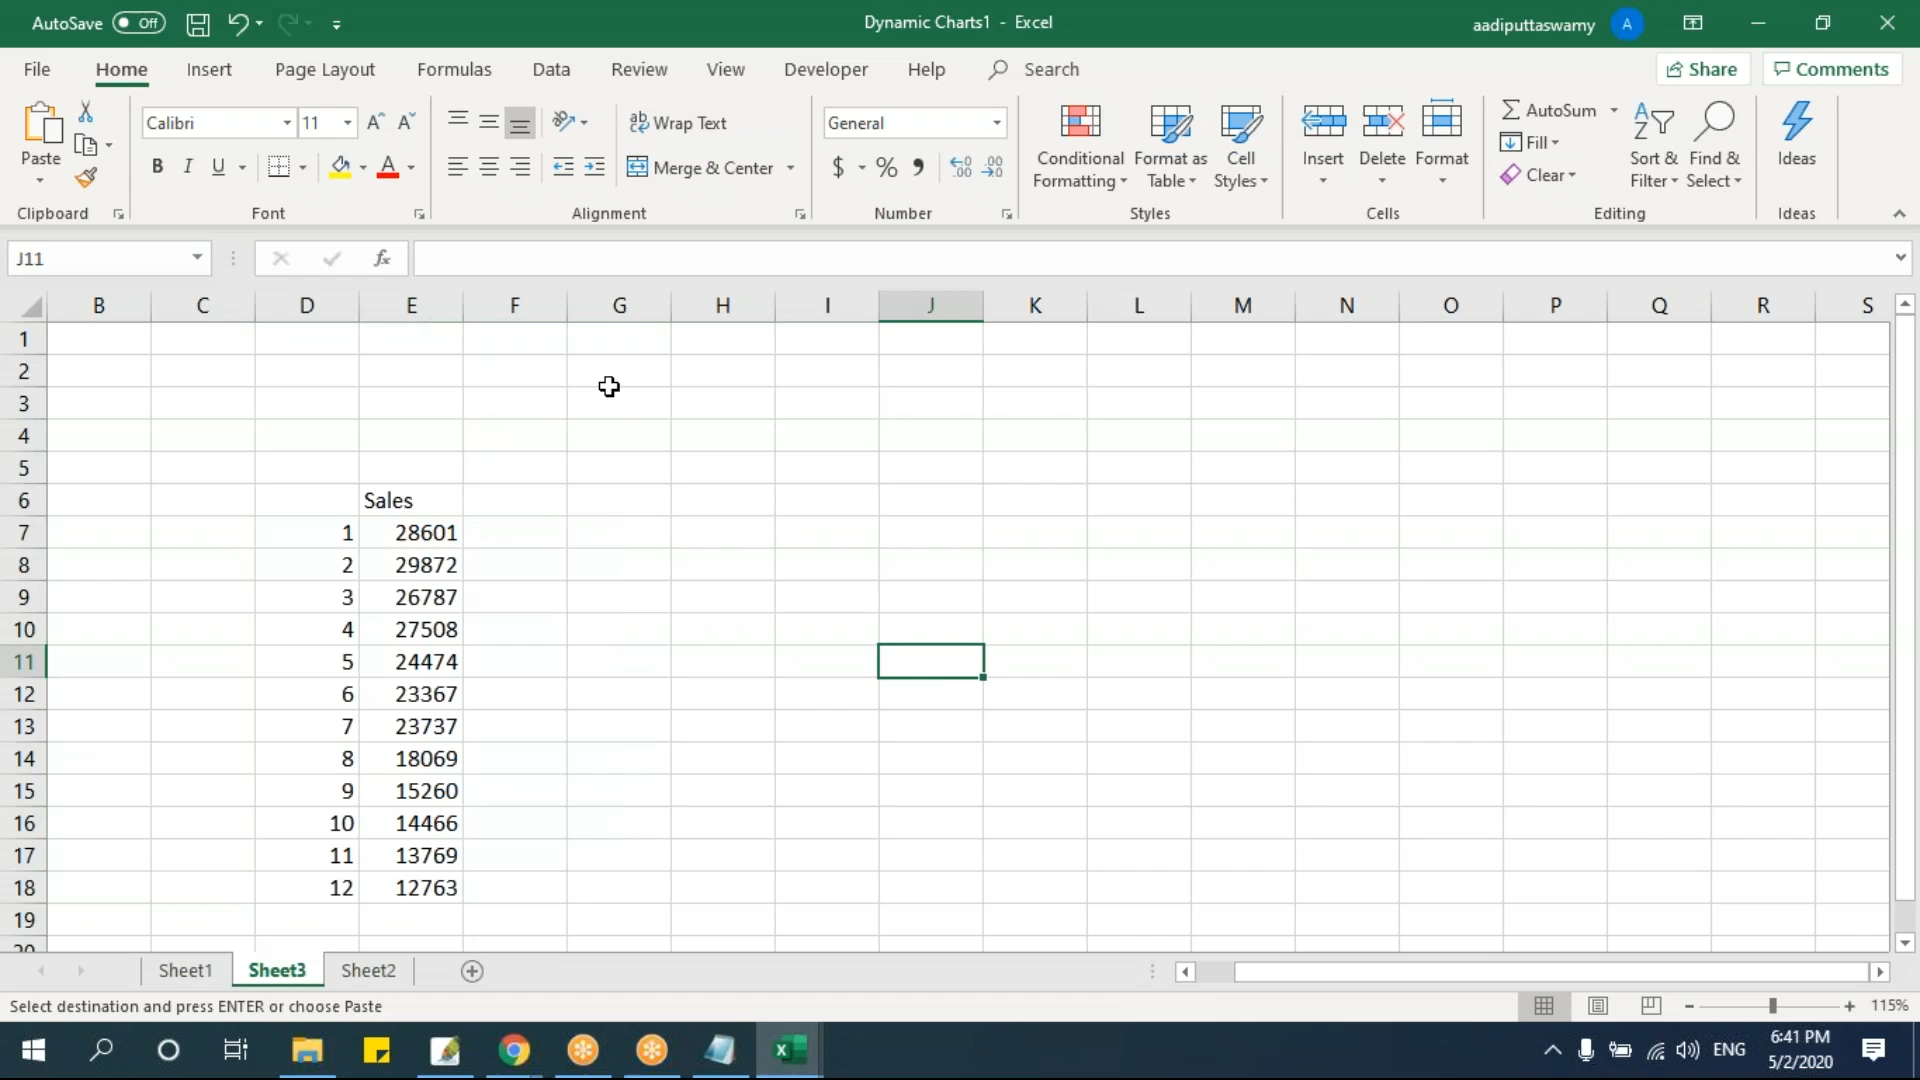 AutoSave Off
Dynamic Charts1 - Excel
aadiputtaswamy A
File Home Insert Page Layout Formulas Data Review View Developer Help Search
Share Comments
Paste
Clipboard
Calibri 11
B I U A
Font
Wrap Text
Merge & Center
Alignment
General
$ % 9
Number
Conditional Formatting
Format as Table
Cell Styles
Styles
Insert Delete Format
Cells
AutoSum
Fill
Clear
Sort & Filter
Find & Select
Editing
Ideas
Ideas
J11 fx
B C D E F G H I J K L M N O P Q R S
1
2
3
4
5
6 Sales
7 1 28601
8 2 29872
9 3 26787
10 4 27508
11 5 24474
12 6 23367
13 7 23737
14 8 18069
15 9 15260
16 10 14466
17 11 13769
18 12 12763
19
20
Sheet1 Sheet3 Sheet2
Select destination and press ENTER or choose Paste
115%
ENG
6:41 PM
5/2/2020